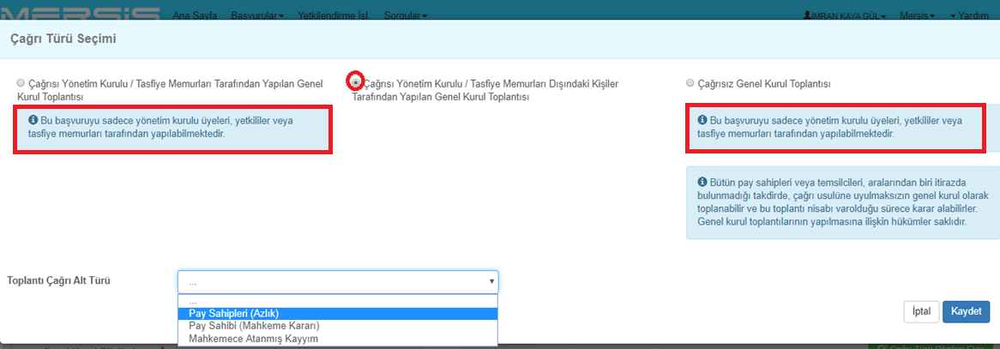 MERSIS Ana Sayfa Başvurular Yetkilendirme İşl. Sorgular İMRAN KAYA GÜL Mersis Yardım
Çağrı Türü Seçimi
Çağrısı Yönetim Kurulu / Tasfiye Memurları Tarafından Yapılan Genel
Kurul Toplantısı
Bu başvuruyu sadece yönetim kurulu üyeleri, yetkililer veya
tasfiye memurları tarafından yapılabilmektedir.
Çağrısı Yönetim Kurulu / Tasfiye Memurları Dışındaki Kişiler
Tarafından Yapılan Genel Kurul Toplantısı
Çağrısız Genel Kurul Toplantısı
Bu başvuruyu sadece yönetim kurulu üyeleri, yetkililer veya
tasfiye memurları tarafından yapılabilmektedir.
Bütün pay sahipleri veya temsilcileri, aralarından biri itirazda
bulunmadığı takdirde, çağrı usulüne uyulmaksızın genel kurul olarak
toplanabilir ve bu toplantı nisabı varolduğu sürece karar alabilirler.
Genel kurul toplantılarının yapılmasına ilişkin hükümler saklıdır.
Toplantı Çağrı Alt Türü
...
...
Pay Sahipleri (Azlık)
Pay Sahibi (Mahkeme Kararı)
Mahkemece Atanmış Kayyım
İptal
Kaydet